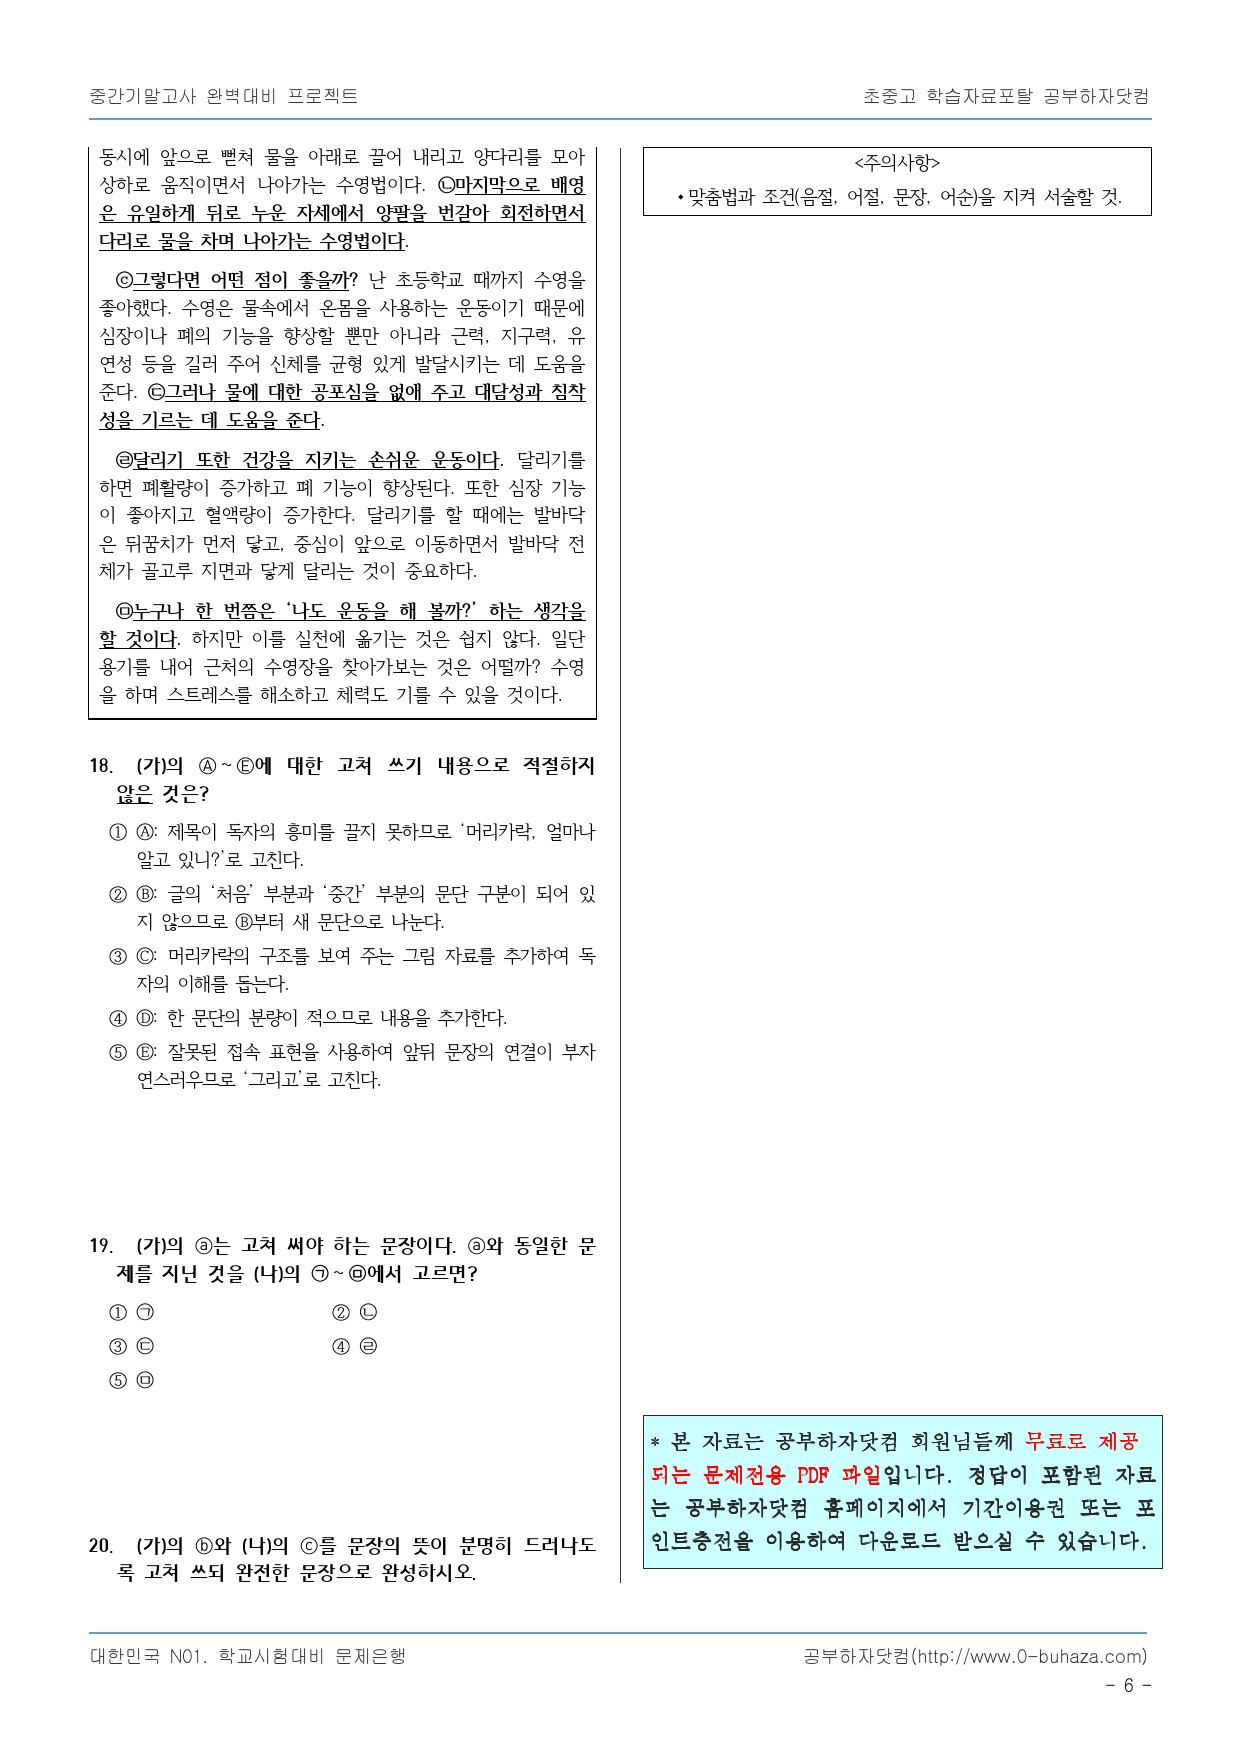 중간기말고사 완벽대비 프로젝트
초중고 학습자료포탈 공부하자닷컴
동시에 앞으로 뻗쳐 물을 아래로 끌어 내리고 양다리를 모아
상하로 움직이면서 나아가는 수영법이다. ㉡마지막으로 배영
은 유일하게 뒤로 누운 자세에서 양팔을 번갈아 회전하면서
다리로 물을 차며 나아가는 수영법이다.
ⓒ그렇다면 어떤 점이 좋을까? 난 초등학교 때까지 수영을
좋아했다. 수영은 물속에서 온몸을 사용하는 운동이기 때문에
심장이나 폐의 기능을 향상할 뿐만 아니라 근력, 지구력, 유
연성 등을 길러 주어 신체를 균형 있게 발달시키는 데 도움을
준다. ㉢그러나 물에 대한 공포심을 없애 주고 대담성과 침착
성을 기르는 데 도움을 준다.
㉣달리기 또한 건강을 지키는 손쉬운 운동이다. 달리기를
하면 폐활량이 증가하고 폐 기능이 향상된다. 또한 심장 기능
이 좋아지고 혈액량이 증가한다. 달리기를 할 때에는 발바닥
은 뒤꿈치가 먼저 닿고, 중심이 앞으로 이동하면서 발바닥 전
체가 골고루 지면과 닿게 달리는 것이 중요하다.
㉤누구나 한 번쯤은 ‘나도 운동을 해 볼까?’ 하는 생각을
할 것이다. 하지만 이를 실천에 옮기는 것은 쉽지 않다. 일단
용기를 내어 근처의 수영장을 찾아가보는 것은 어떨까? 수영
을 하며 스트레스를 해소하고 체력도 기를 수 있을 것이다.
18. (가)의 Ⓐ~Ⓔ에 대한 고쳐 쓰기 내용으로 적절하지
않은 것은?
① Ⓐ: 제목이 독자의 흥미를 끌지 못하므로 ‘머리카락, 얼마나
알고 있니?’로 고친다.
② Ⓑ: 글의 ‘처음’ 부분과 ‘중간’ 부분의 문단 구분이 되어 있
지 않으므로 Ⓑ부터 새 문단으로 나눈다.
③ Ⓒ: 머리카락의 구조를 보여 주는 그림 자료를 추가하여 독
자의 이해를 돕는다.
④ Ⓓ: 한 문단의 분량이 적으므로 내용을 추가한다.
⑤ Ⓔ: 잘못된 접속 표현을 사용하여 앞뒤 문장의 연결이 부자
연스러우므로 ‘그리고’로 고친다.
19. (가)의 ⓐ는 고쳐 써야 하는 문장이다. ⓐ와 동일한 문
제를 지닌 것을 (나)의 ㉠~㉤에서 고르면?
① ㉠ ② ㉡
③ ㉢ ④ ㉣
⑤ ㉤
20. (가)의 ⓑ와 (나)의 ⓒ를 문장의 뜻이 분명히 드러나도
록 고쳐 쓰되 완전한 문장으로 완성하시오.
<주의사항>
• 맞춤법과 조건(음절, 어절, 문장, 어순)을 지켜 서술할 것.
* 본 자료는 공부하자닷컴 회원님들께 무료로 제공
되는 문제전용 PDF 파일입니다. 정답이 포함된 자료
는 공부하자닷컴 홈페이지에서 기간이용권 또는 포
인트충전을 이용하여 다운로드 받으실 수 있습니다.
대한민국 N01. 학교시험대비 문제은행
공부하자닷컴(http://www.0-buhaza.com)
- 6 -